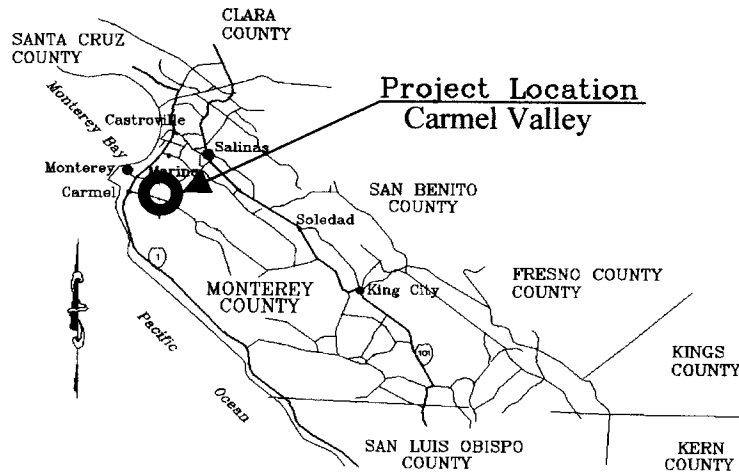 CLARA
COUNTY
SANTA CRUZ
COUNTY
Project Location
Carmel Valley
Monterey Bay
Castroville
Salinas
Monterey
Marina
Carmel
SAN BENITO
COUNTY
Soledad
1
MONTEREY
COUNTY
King City
FRESNO COUNTY
COUNTY
Pacific
Ocean
101
KINGS
COUNTY
SAN LUIS OBISPO
COUNTY
KERN
COUNTY